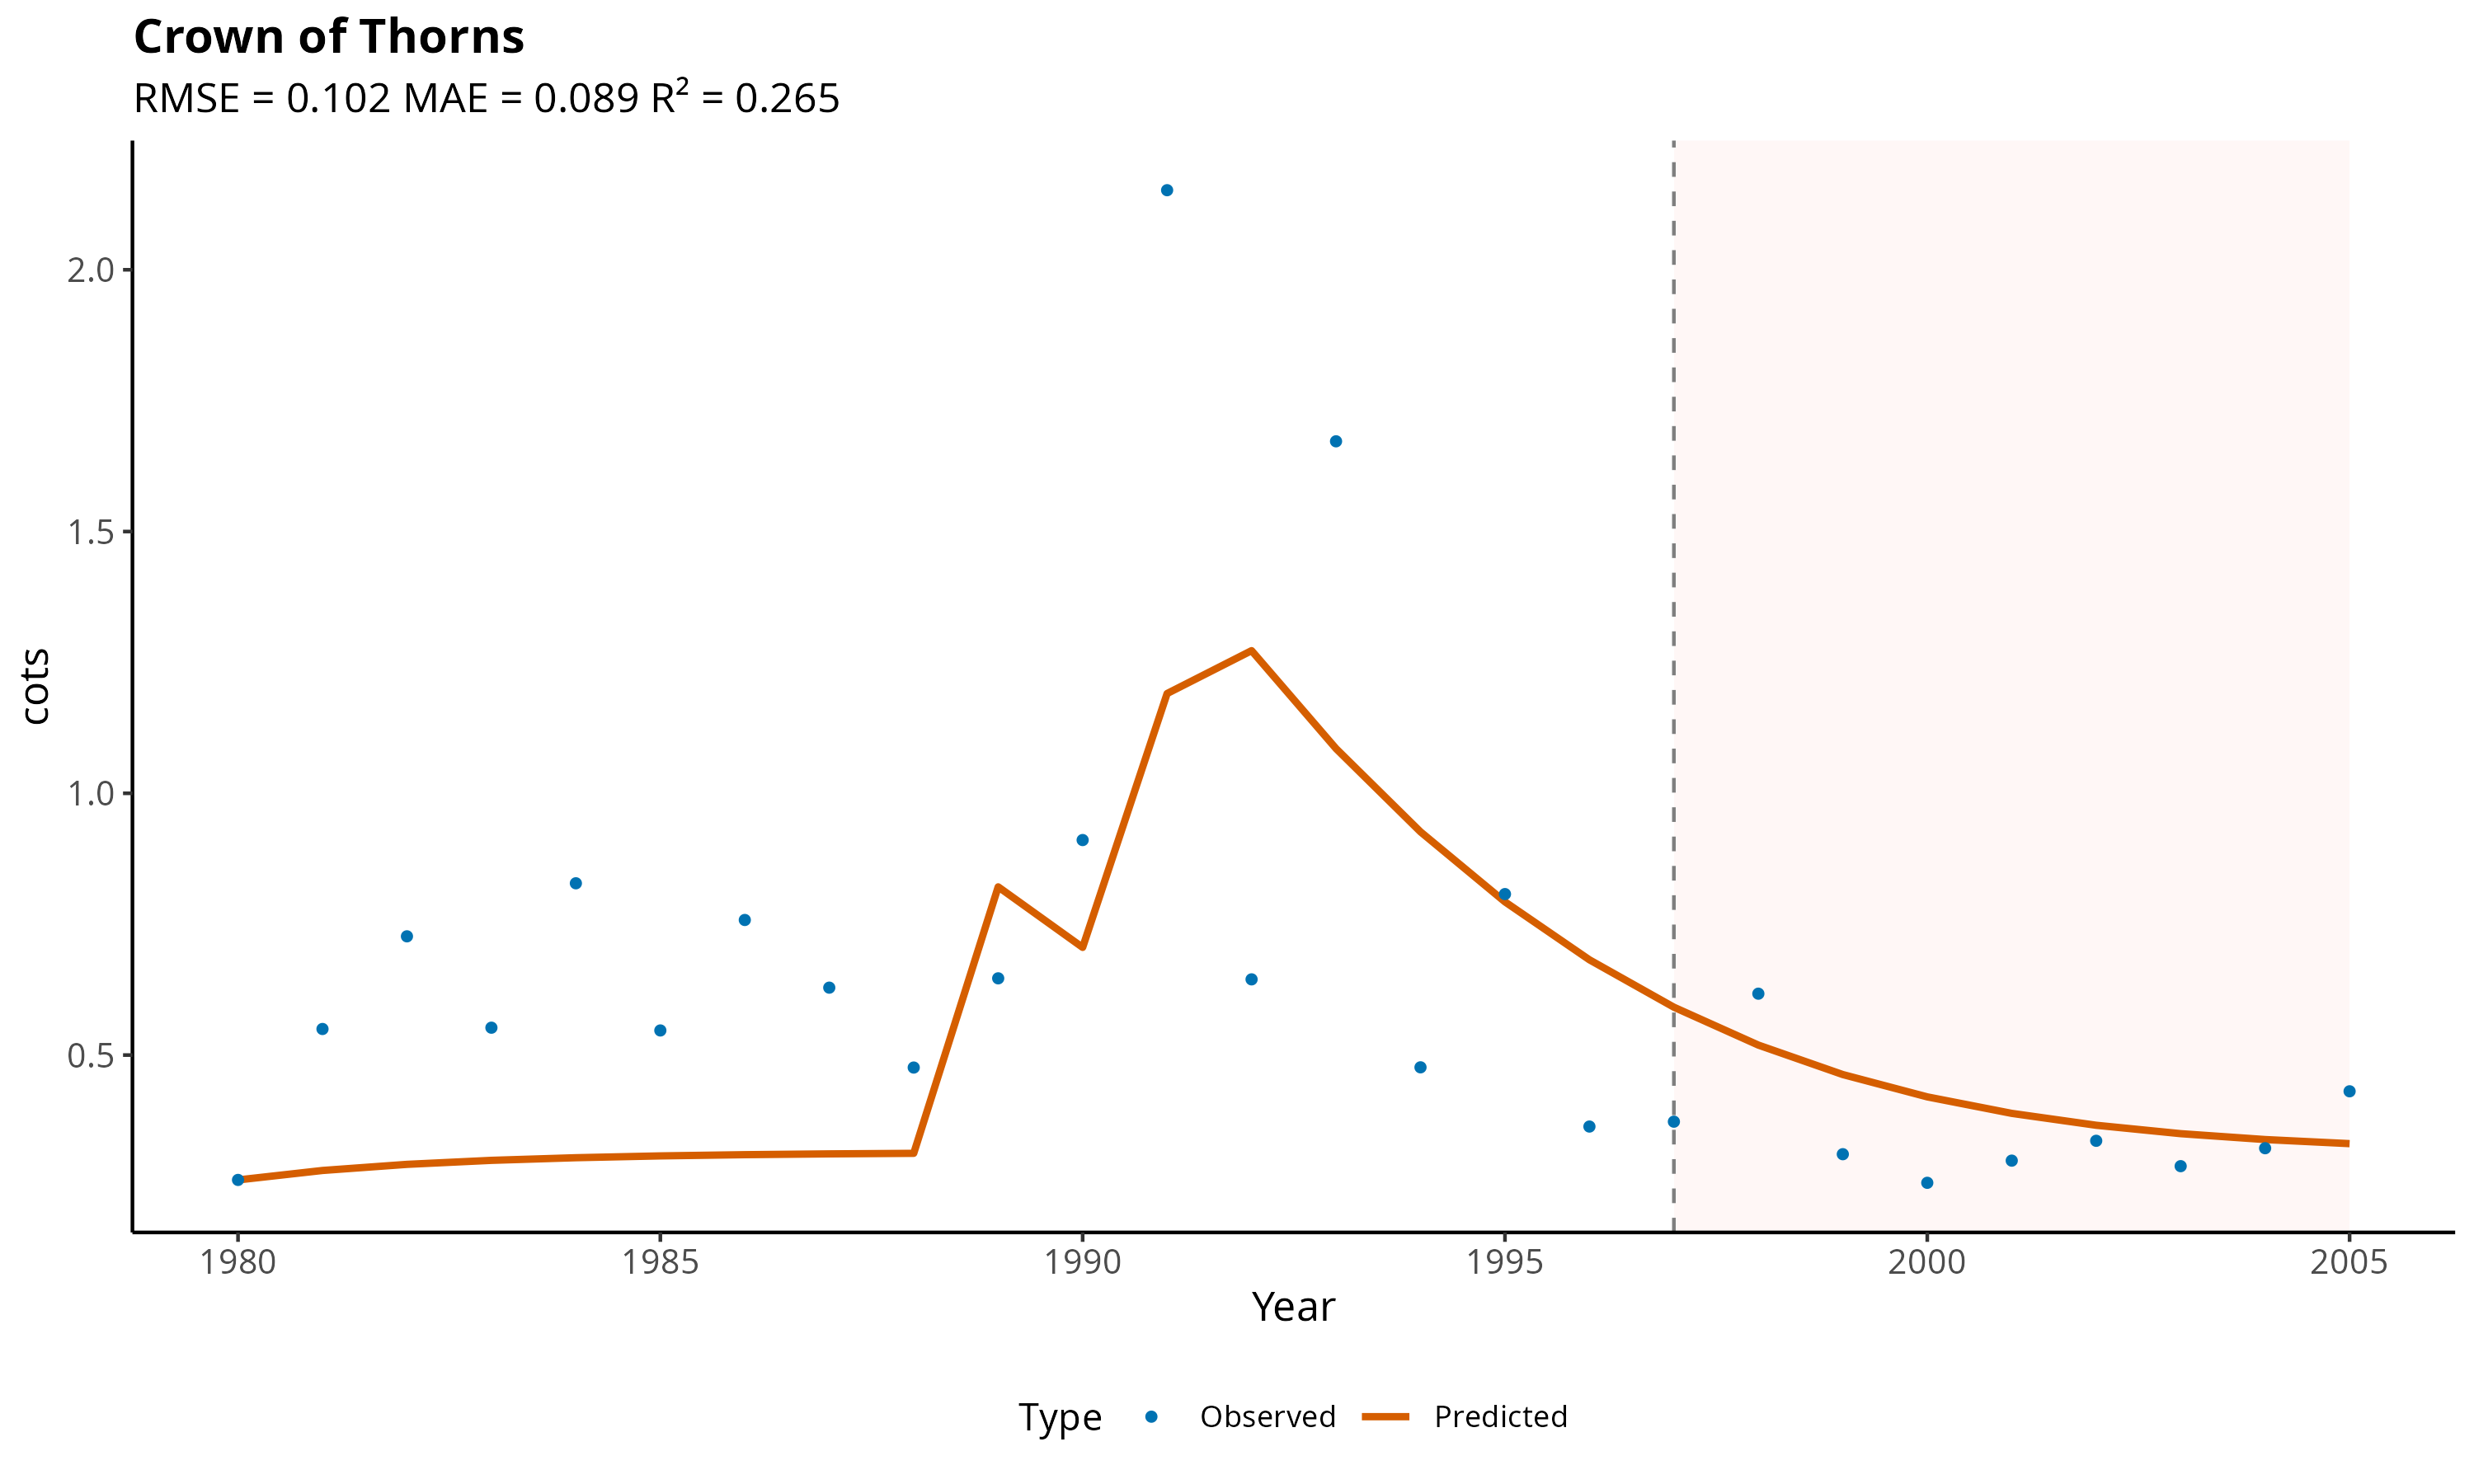 Crown of Thorns
RMSE = 0.102 MAE = 0.089 R² = 0.265
cots
2.0
1.5
1.0
0.5
1980 1985 1990 1995 2000 2005
Year
Type Observed Predicted